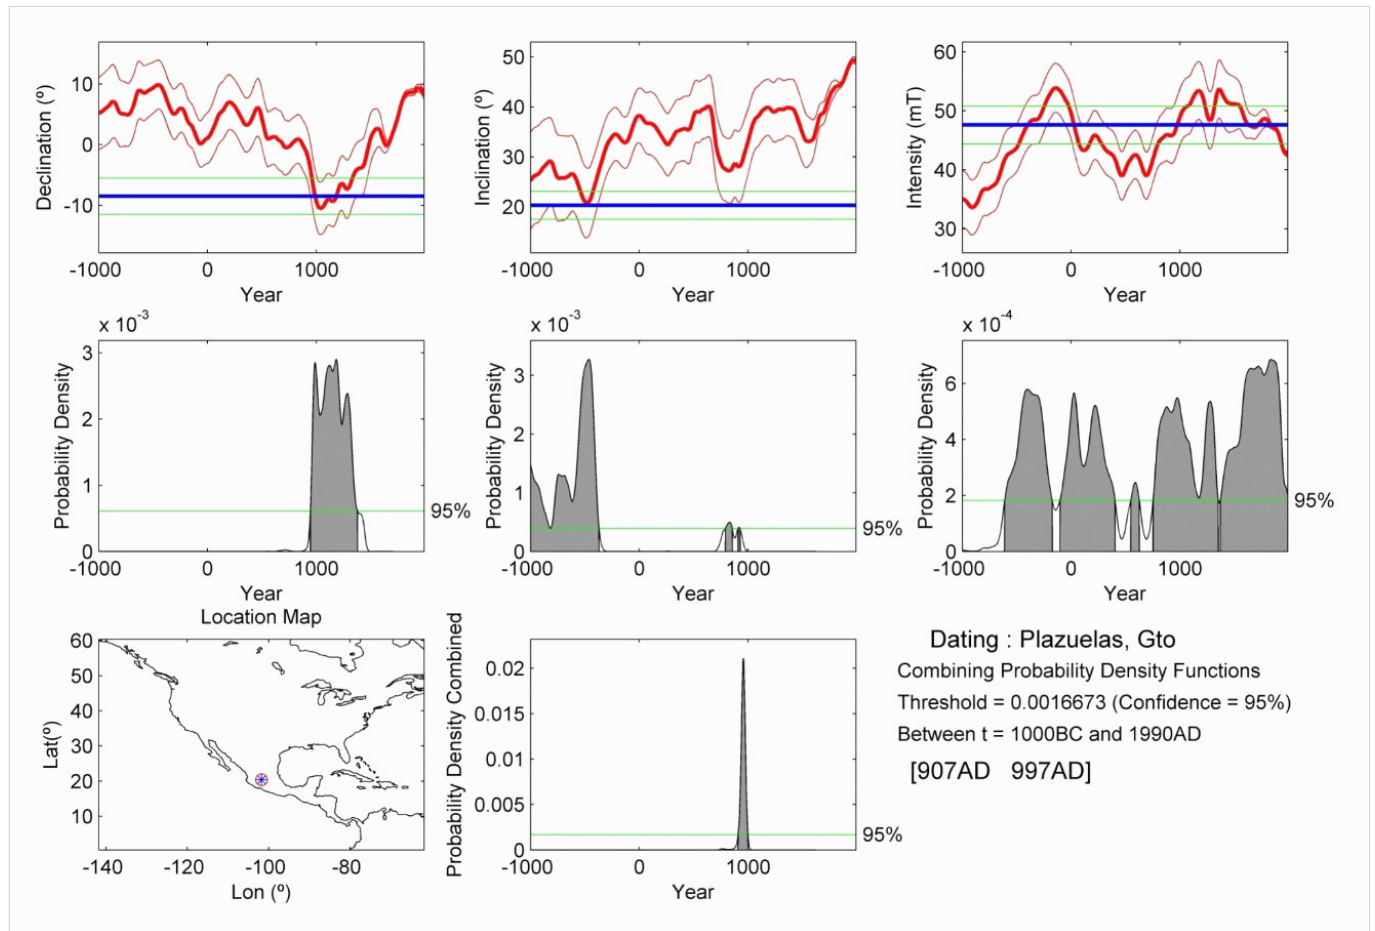 Declination (º)
10
0
-10
-1000
0
1000
Year
Inclination (º)
50
40
30
20
-1000
0
1000
Year
Intensity (mT)
60
50
40
30
-1000
0
1000
Year
x 10-3
Probability Density
3
2
1
0
95%
-1000
0
1000
Year
x 10-3
Probability Density
3
2
1
0
95%
-1000
0
1000
Year
x 10-4
Probability Density
6
4
2
0
95%
-1000
0
1000
Year
Location Map
Lat(º)
60
50
40
30
20
10
-140
-120
-100
-80
Lon (º)
Probability Density Combined
0.02
0.015
0.01
0.005
0
95%
-1000
0
1000
Year
Dating : Plazuelas, Gto
Combining Probability Density Functions
Threshold = 0.0016673 (Confidence = 95%)
Between t = 1000BC and 1990AD
[907AD 997AD]